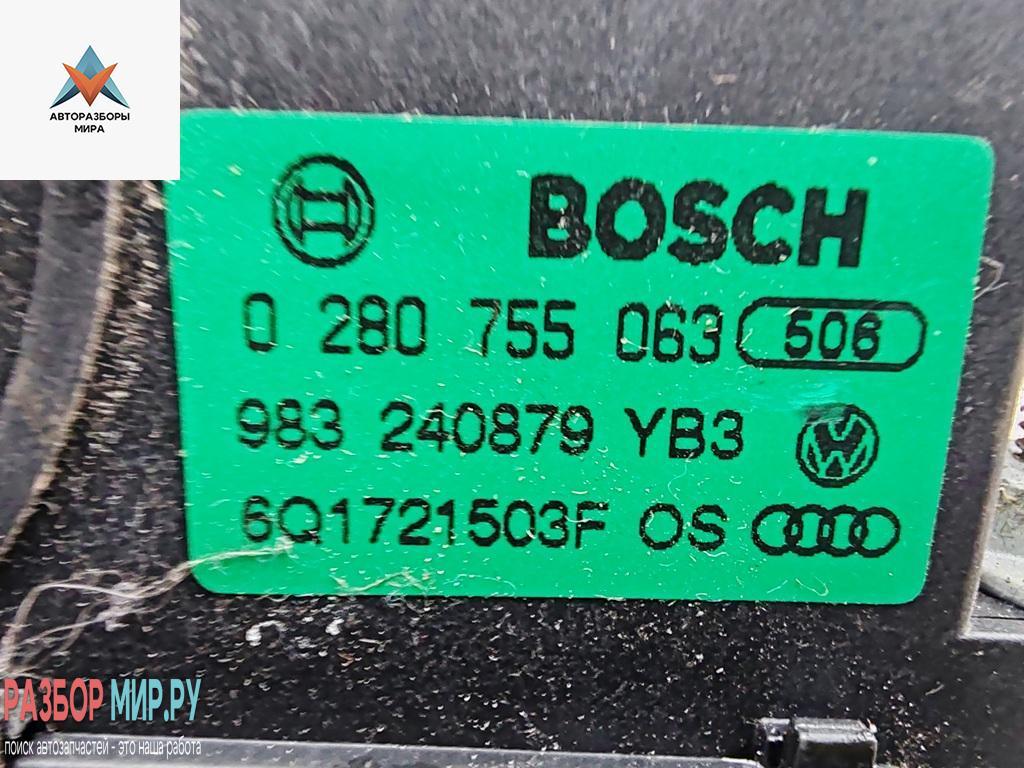 АВТОРАЗБОРЫ
МИРА
BOSCH
0 280 755 063 506
983 240879 YB3
6Q1721503F OS
РАЗБОР МИР.РУ
поиск автозапчастей - это наша работа